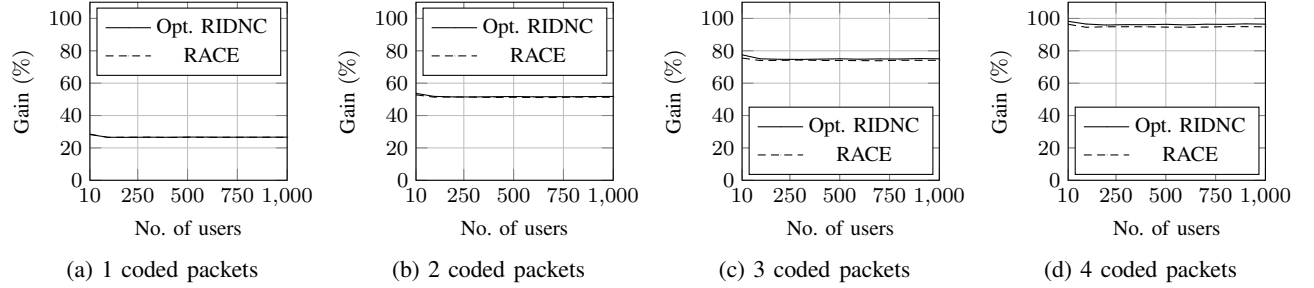 100
80
60
40
20
0
Gain (%)
Opt. RIDNC
RACE
10 250 500 750 1,000
No. of users
(a) 1 coded packets
100
80
60
40
20
0
Gain (%)
Opt. RIDNC
RACE
10 250 500 750 1,000
No. of users
(b) 2 coded packets
100
80
60
40
20
0
Gain (%)
Opt. RIDNC
RACE
10 250 500 750 1,000
No. of users
(c) 3 coded packets
100
80
60
40
20
0
Gain (%)
Opt. RIDNC
RACE
10 250 500 750 1,000
No. of users
(d) 4 coded packets